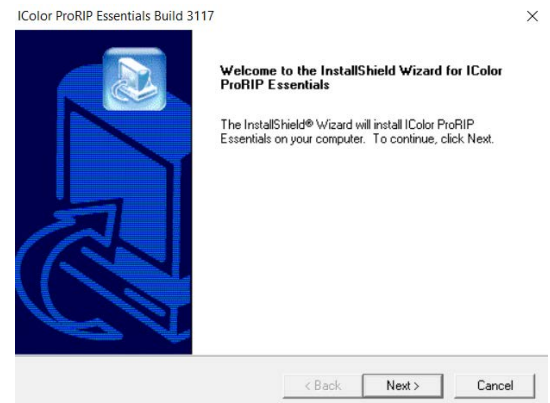 IColor ProRIP Essentials Build 3117
Welcome to the InstallShield Wizard for IColor
ProRIP Essentials
The InstallShield® Wizard will install IColor ProRIP
Essentials on your computer. To continue, click Next.
< Back Next > Cancel